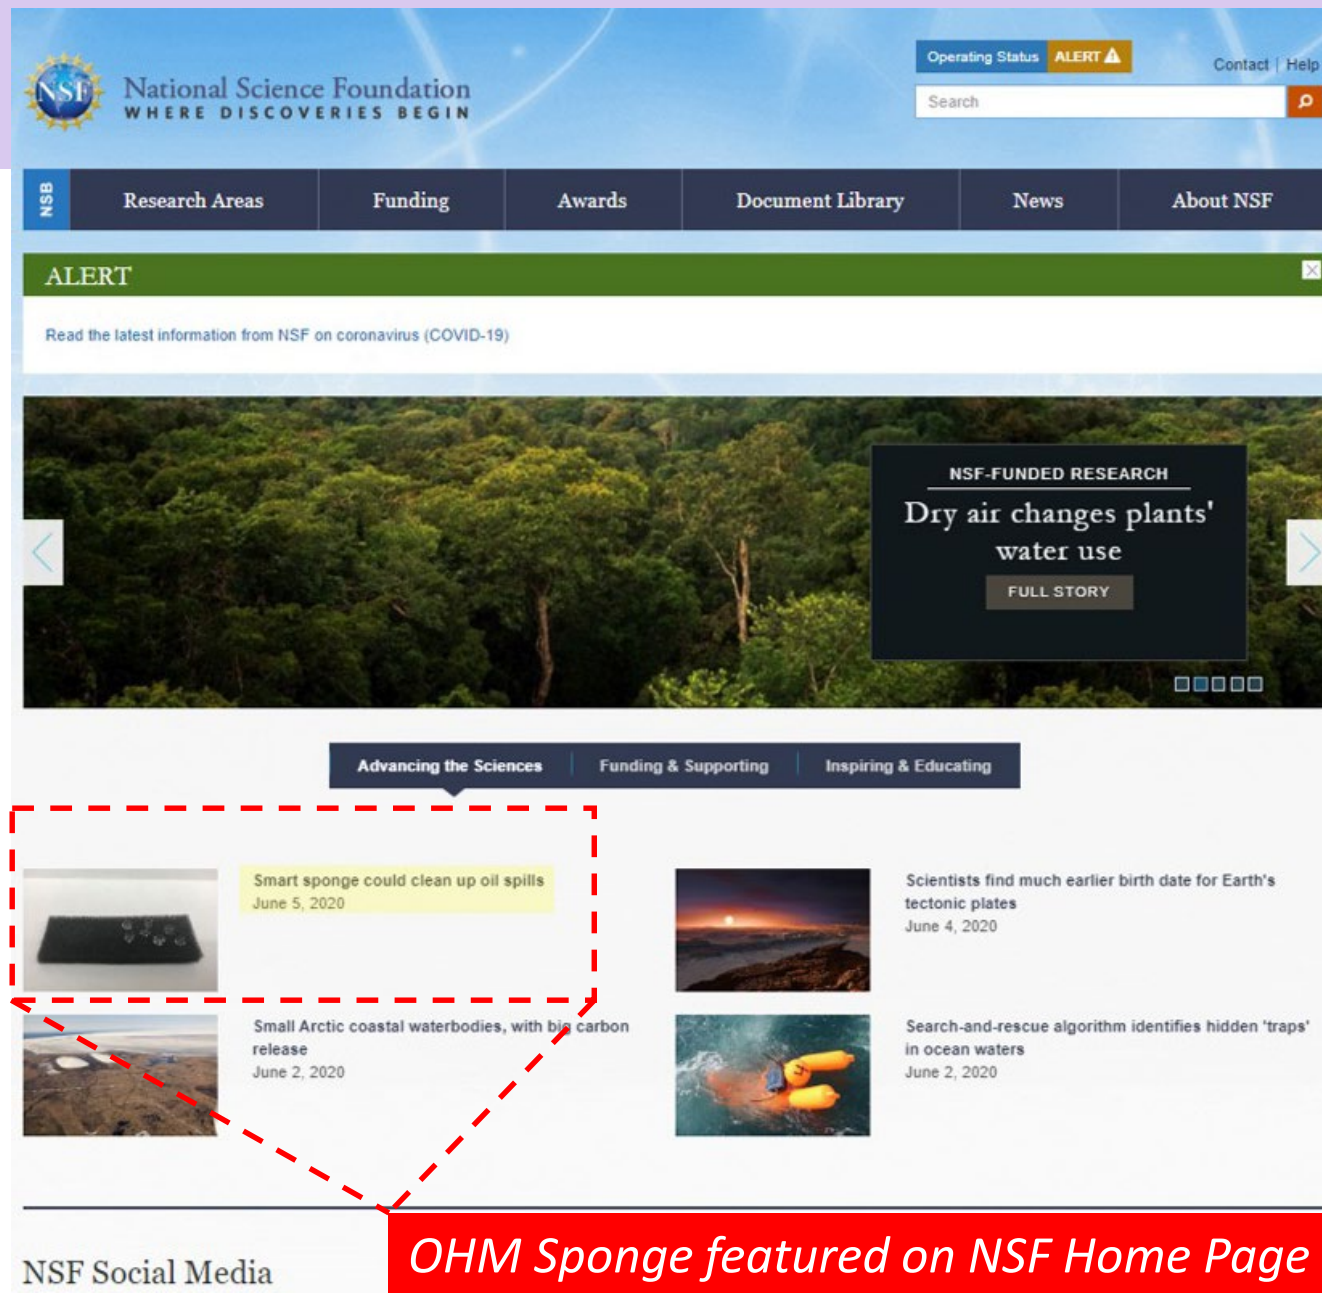 Operating Status ALERT
Contact | Help
NSF
National Science Foundation
WHERE DISCOVERIES BEGIN
Search
NSB
Research Areas
Funding
Awards
Document Library
News
About NSF
ALERT
Read the latest information from NSF on coronavirus (COVID-19)
NSF-FUNDED RESEARCH
Dry air changes plants'
water use
FULL STORY
Advancing the Sciences
Funding & Supporting
Inspiring & Educating
Smart sponge could clean up oil spills
June 5, 2020
Scientists find much earlier birth date for Earth's
tectonic plates
June 4, 2020
Small Arctic coastal waterbodies, with big carbon
release
June 2, 2020
Search-and-rescue algorithm identifies hidden 'traps'
in ocean waters
June 2, 2020
OHM Sponge featured on NSF Home Page
NSF Social Media